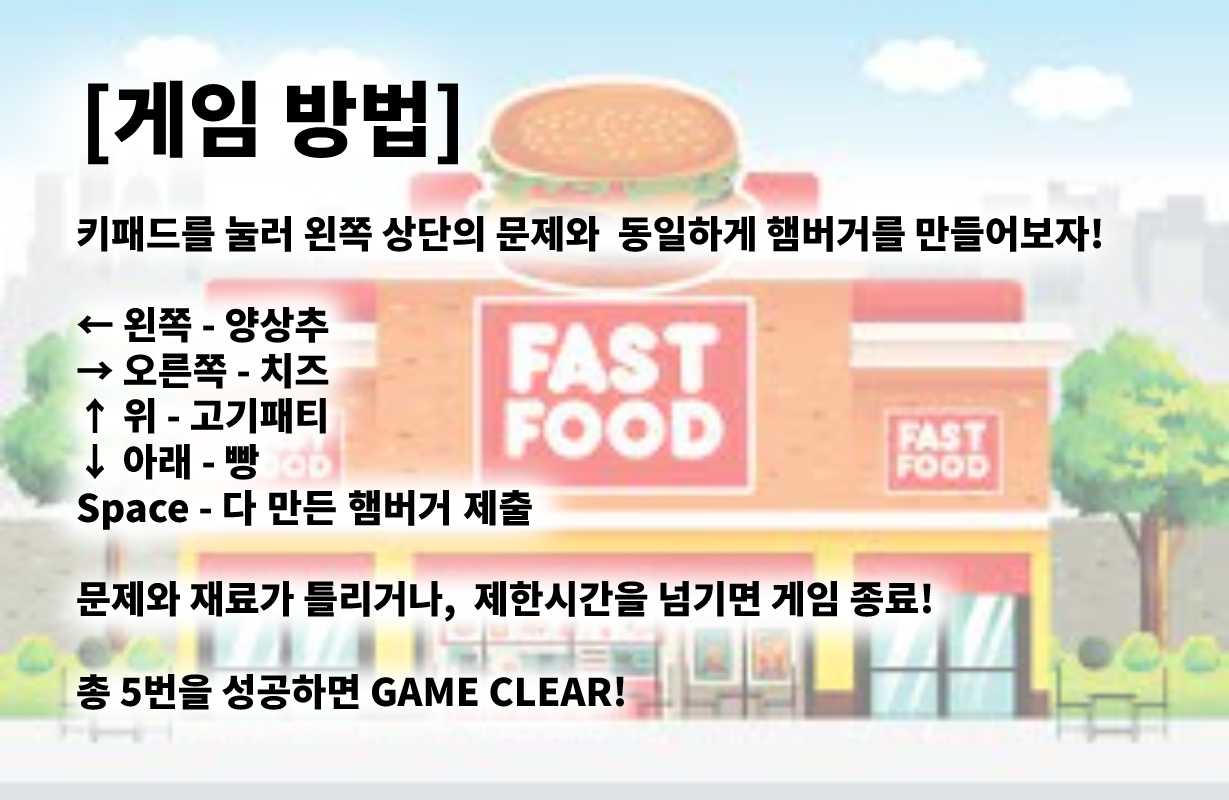 [게임 방법]
키패드를 눌러 왼쪽 상단의 문제와 동일하게 햄버거를 만들어보자!
← 왼쪽 - 양상추
→ 오른쪽 - 치즈
↑ 위 - 고기패티
↓ 아래 - 빵
Space - 다 만든 햄버거 제출
문제와 재료가 틀리거나, 제한시간을 넘기면 게임 종료!
총 5번을 성공하면 GAME CLEAR!
FAST
FOOD
FAST
FOOD
OOD